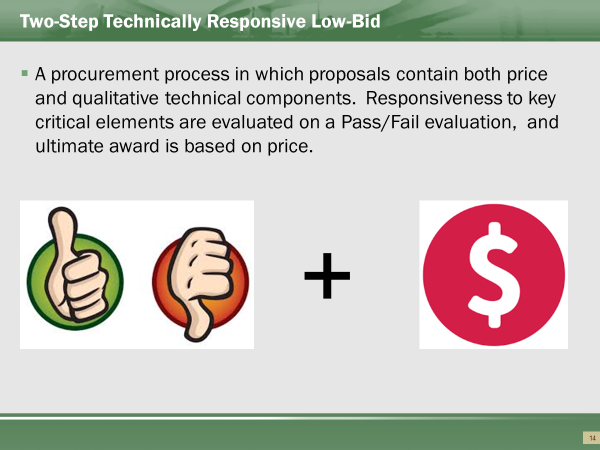 Two-Step Technically Responsive Low-Bid
A procurement process in which proposals contain both price
and qualitative technical components.  Responsiveness to key
critical elements are evaluated on a Pass/Fail evaluation,  and
ultimate award is based on price.
+
$
14